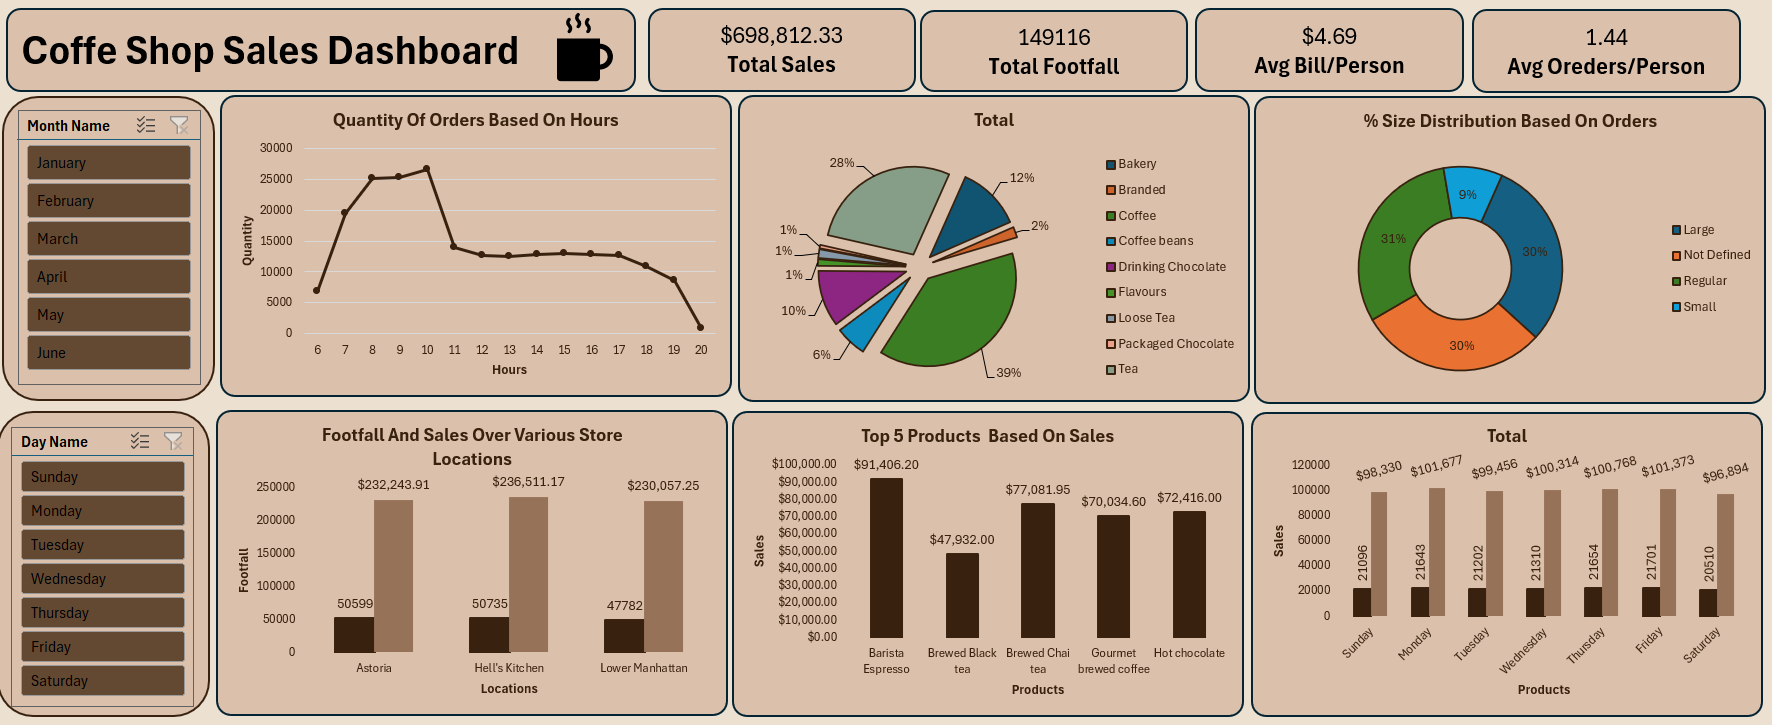 Coffe Shop Sales Dashboard
$698,812.33
Total Sales
149116
Total Footfall
$4.69
Avg Bill/Person
1.44
Avg Oreders/Person
Month Name
January
February
March
April
May
June
Quantity Of Orders Based On Hours
30000
25000
20000
15000
10000
5000
0
Quantity
6 7 8 9 10 11 12 13 14 15 16 17 18 19 20
Hours
Total
28%
12%
2%
1%
1%
1%
10%
6%
39%
Bakery
Branded
Coffee
Coffee beans
Drinking Chocolate
Flavours
Loose Tea
Packaged Chocolate
Tea
% Size Distribution Based On Orders
9%
31%
30%
30%
Large
Not Defined
Regular
Small
Day Name
Sunday
Monday
Tuesday
Wednesday
Thursday
Friday
Saturday
Footfall And Sales Over Various Store
Locations
250000
200000
150000
100000
50000
0
Footfall
$232,243.91 $236,511.17 $230,057.25
50599 50735 47782
Astoria Hell's Kitchen Lower Manhattan
Locations
Top 5 Products Based On Sales
$100,000.00
$90,000.00
$80,000.00
$70,000.00
$60,000.00
$50,000.00
$40,000.00
$30,000.00
$20,000.00
$10,000.00
$0.00
Sales
$91,406.20
$47,932.00
$77,081.95
$70,034.60
$72,416.00
Barista
Espresso
Brewed Black
tea
Brewed Chai
tea
Gourmet
brewed coffee
Hot chocolate
Products
Total
120000
100000
80000
60000
40000
20000
0
Sales
$98,330 $101,677 $99,456 $100,314 $100,768 $101,373 $96,894
21096 21643 21202 21310 21654 21701 20510
Sunday Monday Tuesday Wednesday Thursday Friday Saturday
Products